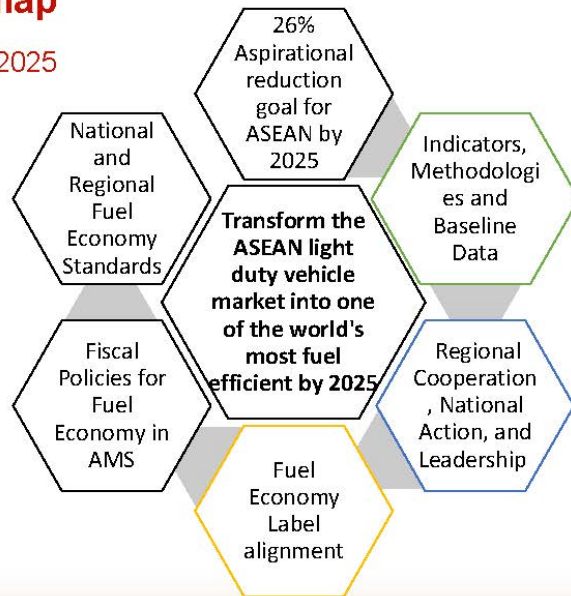 map
2025
26%
Aspirational
reduction
goal for
ASEAN by
2025
Indicators,
Methodologi
es and
Baseline
Data
Regional
Cooperation
, National
Action, and
Leadership
Fuel
Economy
Label
alignment
Fiscal
Policies for
Fuel
Economy in
AMS
National
and
Regional
Fuel
Economy
Standards
Transform the
ASEAN light
duty vehicle
market into one
of the world's
most fuel
efficient by 2025